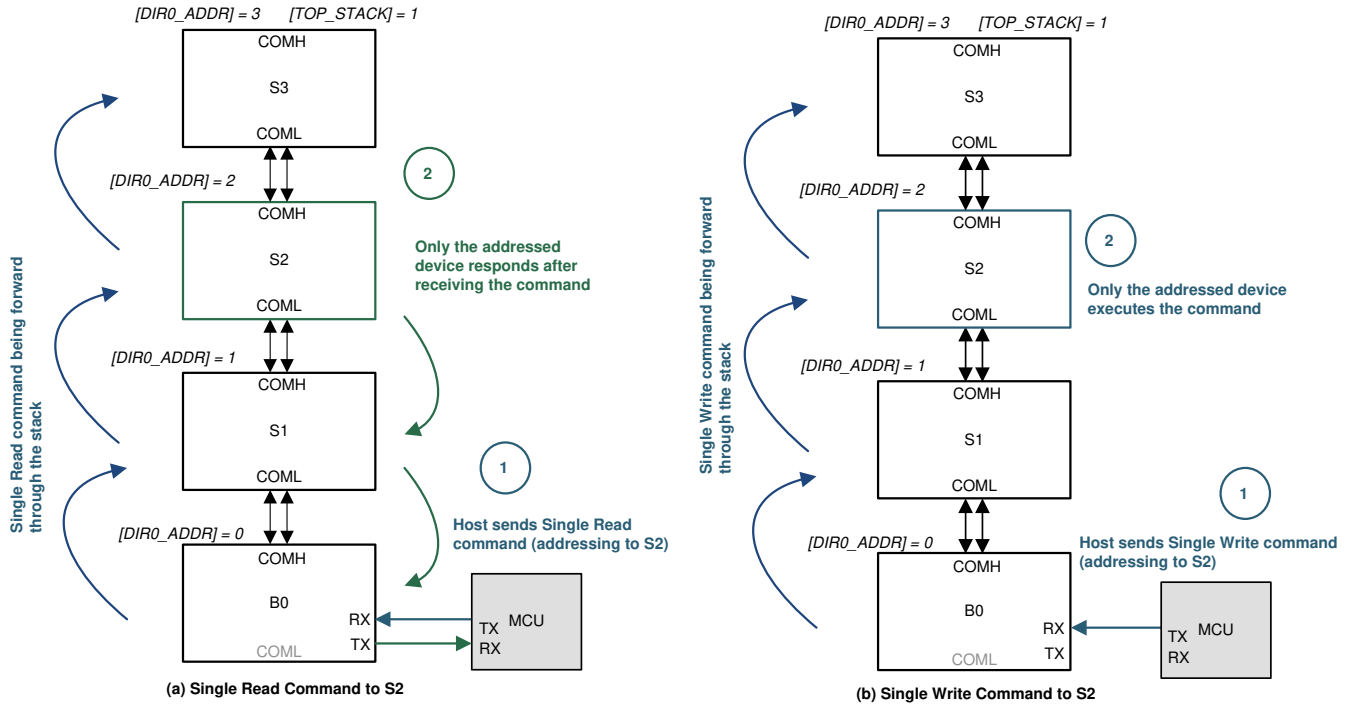 [DIR0_ADDR] = 3 [TOP_STACK] = 1
COMH
S3
COML
[DIR0_ADDR] = 2
2
COMH
S2
COML
Only the addressed
device responds after
receiving the command
[DIR0_ADDR] = 1
COMH
S1
COML
1
Host sends Single Read
command (addressing to S2)
[DIR0_ADDR] = 0
COMH
B0
RX
TX
COML
TX
RX
MCU
Single Read command being forward
through the stack
(a) Single Read Command to S2
[DIR0_ADDR] = 3 [TOP_STACK] = 1
COMH
S3
COML
[DIR0_ADDR] = 2
COMH
S2
COML
2
Only the addressed device
executes the command
[DIR0_ADDR] = 1
COMH
S1
COML
1
Host sends Single Write command
(addressing to S2)
[DIR0_ADDR] = 0
COMH
B0
RX
TX
COML
TX
RX
MCU
Single Write command being forward
through the stack
(b) Single Write Command to S2